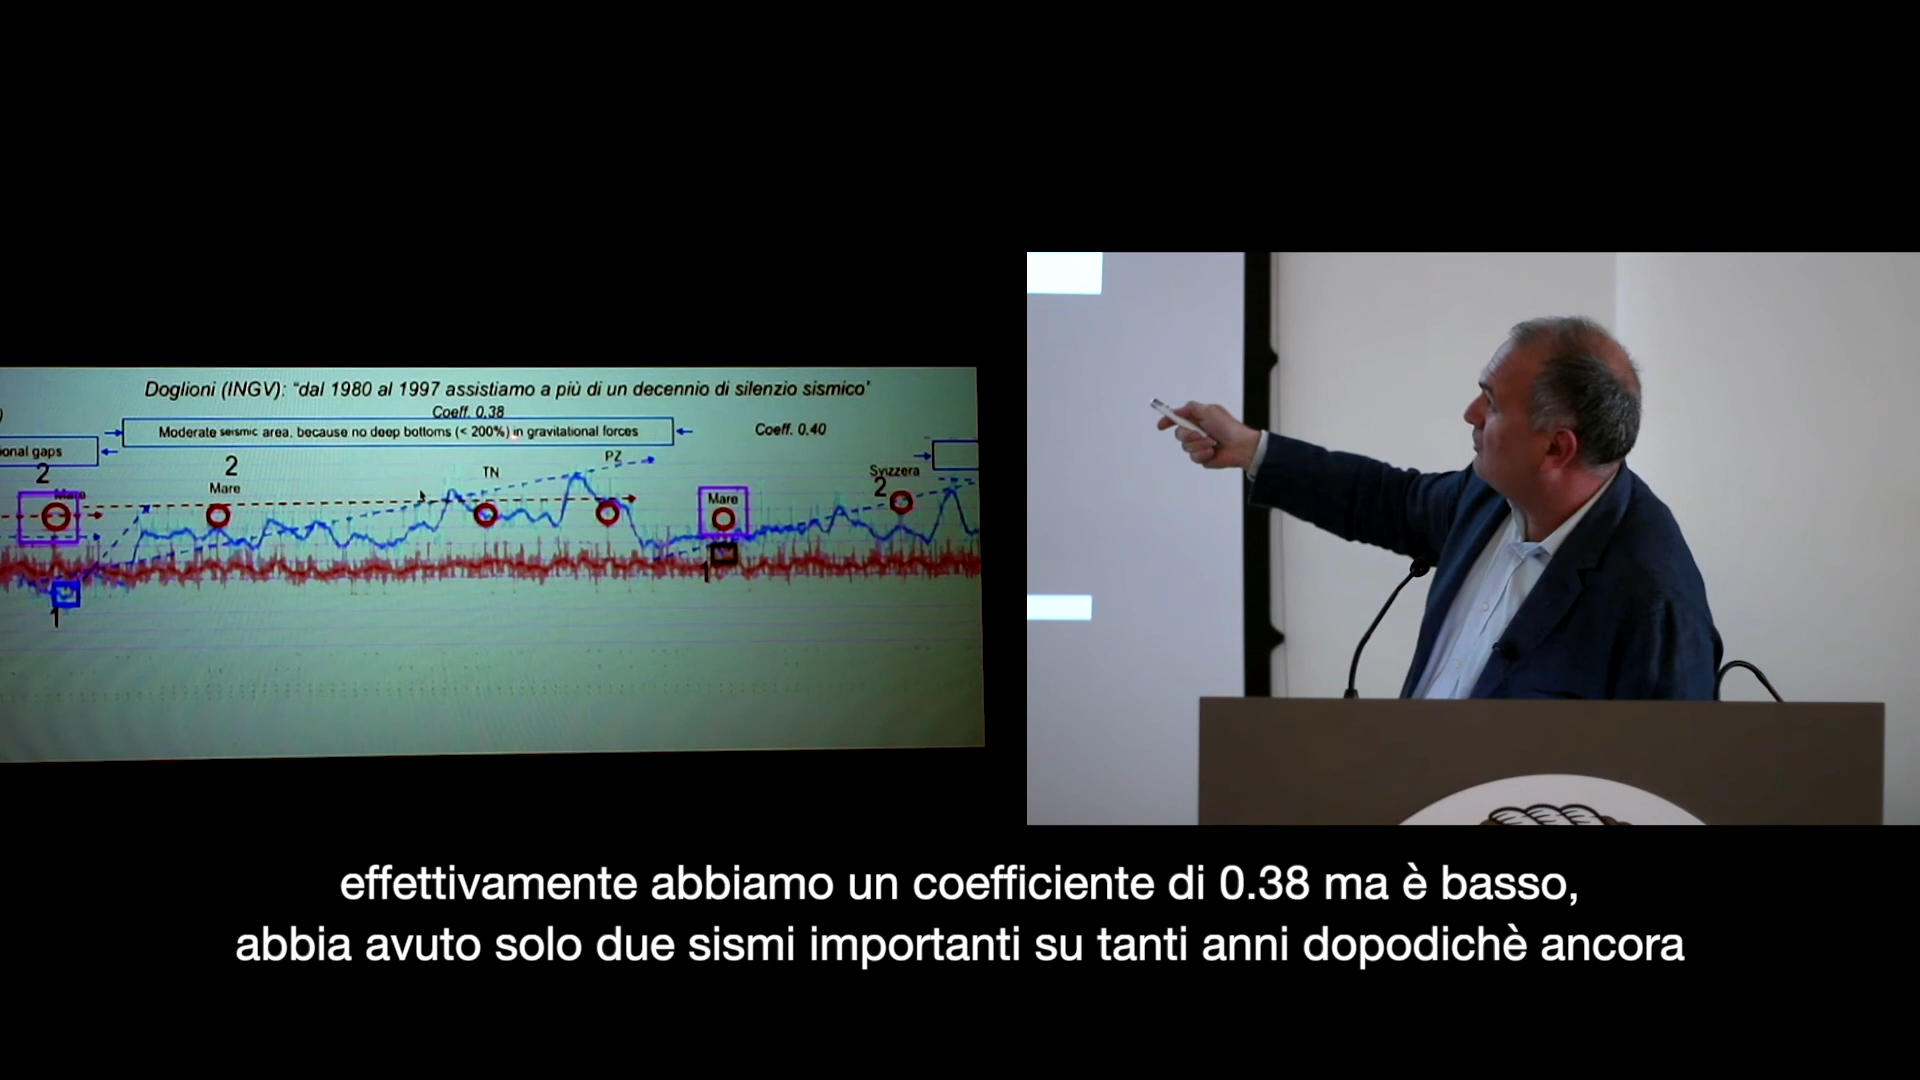 Doglioni (INGV): "dal 1980 al 1997 assistiamo a più di un decennio di silenzio sismico"
Coeff. 0.38
Moderate seismic area, because no deep bottoms (< 200%) in gravitational forces
Coeff. 0.40
gaps
2
Mare
1
2
Mare
TN
PZ
Mare
1
Svizzera
2
effettivamente abbiamo un coefficiente di 0.38 ma è basso,
abbia avuto solo due sismi importanti su tanti anni dopodichè ancora